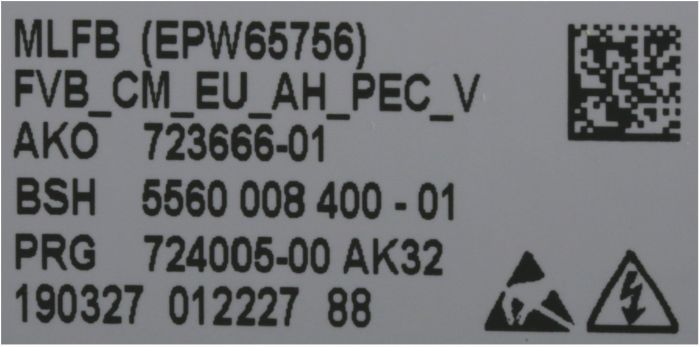 MLFB (EPW65756)
FVB_CM_EU_AH_PEC_V
AKO 723666-01
BSH 5560 008 400 - 01
PRG 724005-00 AK32
190327 012227 88